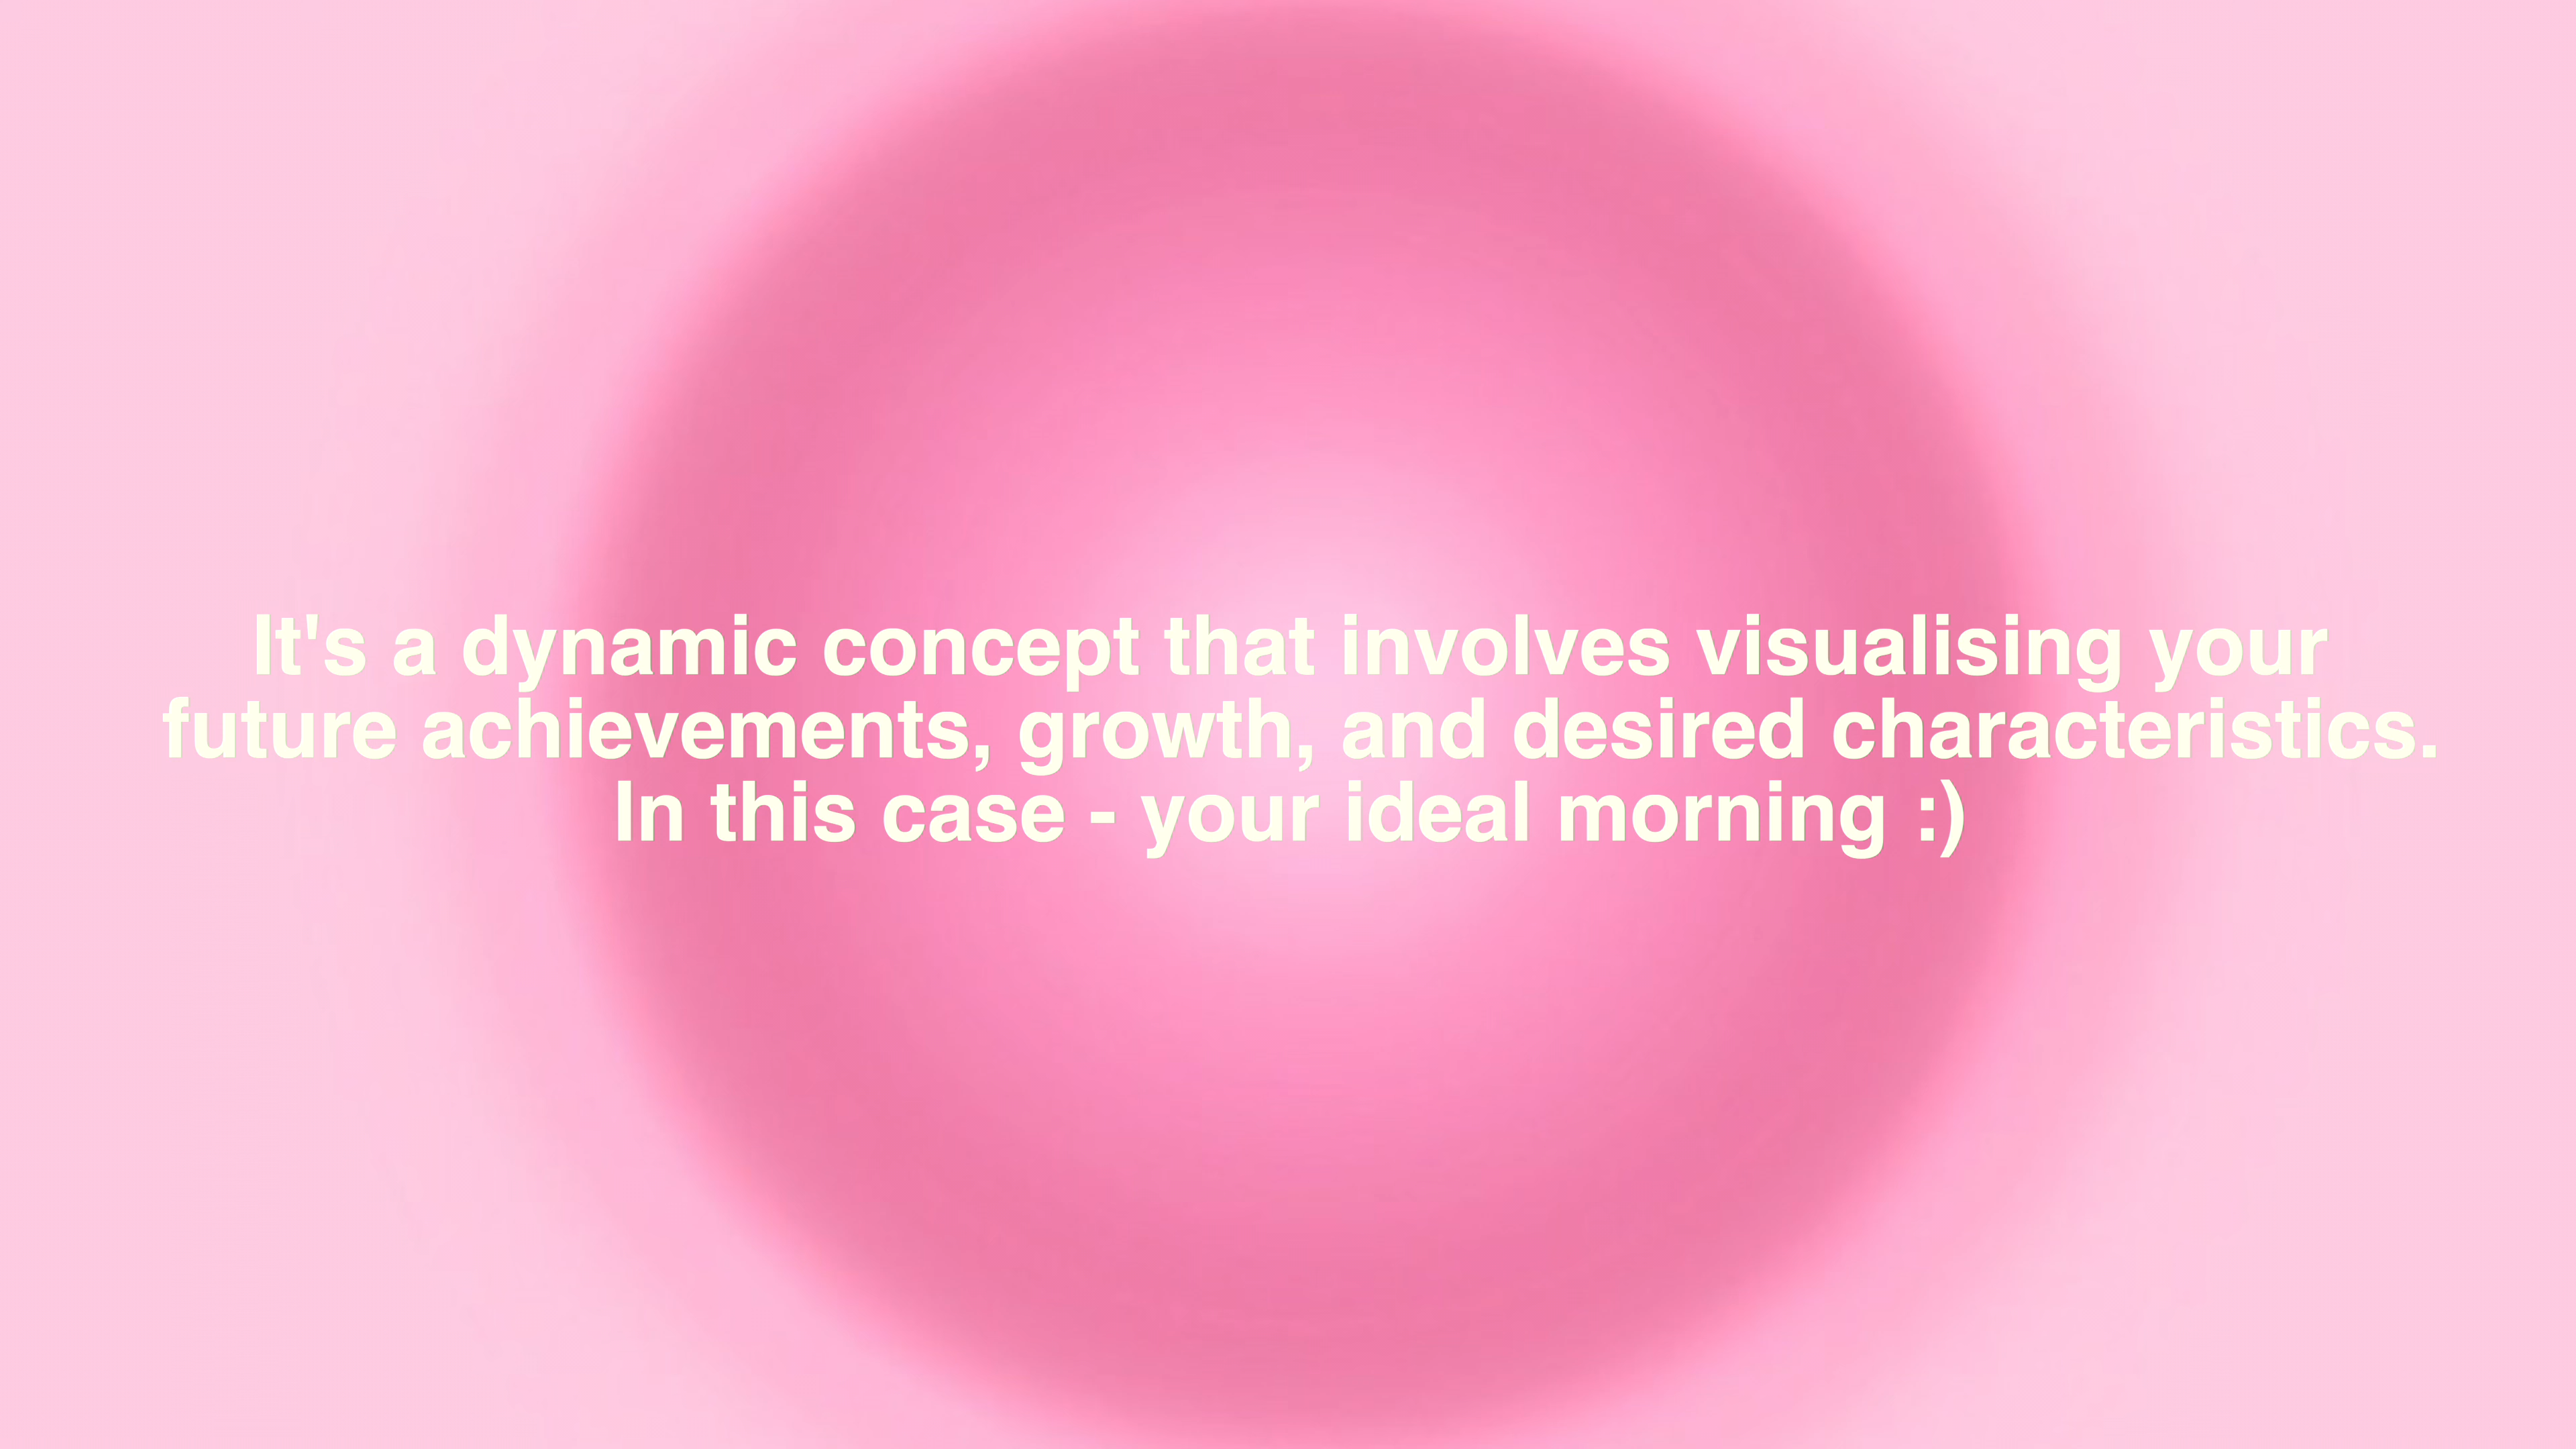 It's a dynamic concept that involves visualising your
future achievements, growth, and desired characteristics.
In this case - your ideal morning :)